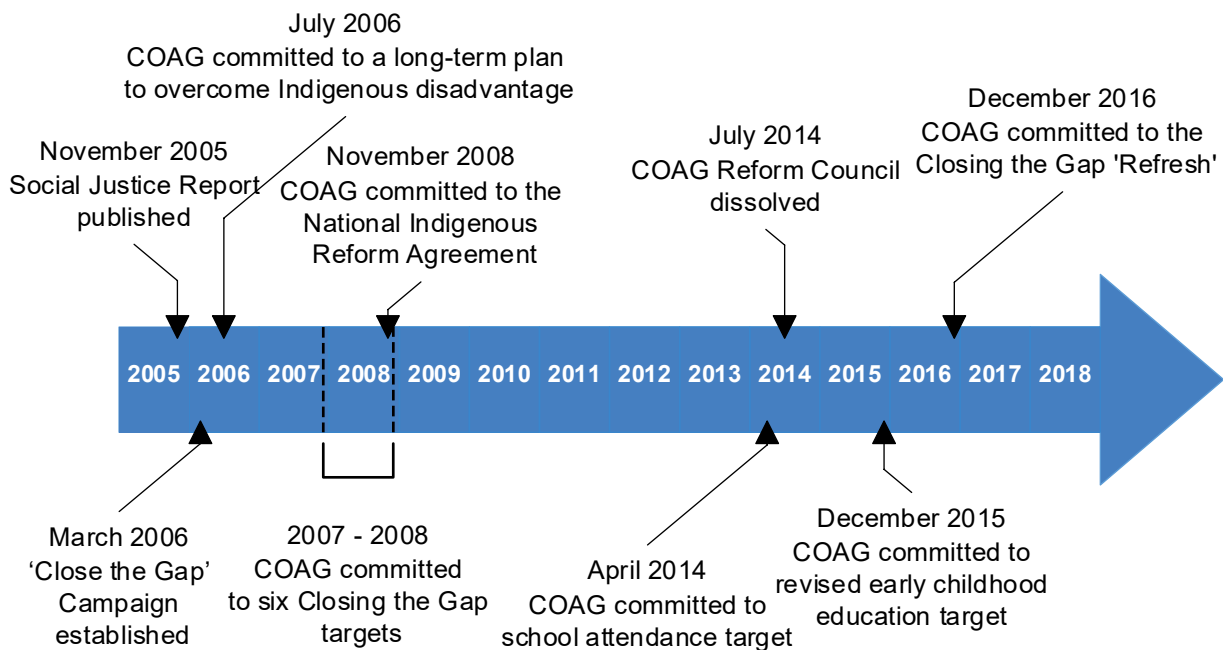 July 2006
COAG committed to a long-term plan
to overcome Indigenous disadvantage
November 2005
Social Justice Report
published
November 2008
COAG committed to the
National Indigenous
Reform Agreement
July 2014
COAG Reform Council
dissolved
December 2016
COAG committed to the
Closing the Gap 'Refresh'
2005 2006 2007 2008 2009 2010 2011 2012 2013 2014 2015 2016 2017 2018
March 2006
‘Close the Gap’
Campaign
established
2007 - 2008
COAG committed
to six Closing the Gap
targets
April 2014
COAG committed to
school attendance target
December 2015
COAG committed to
revised early childhood
education target